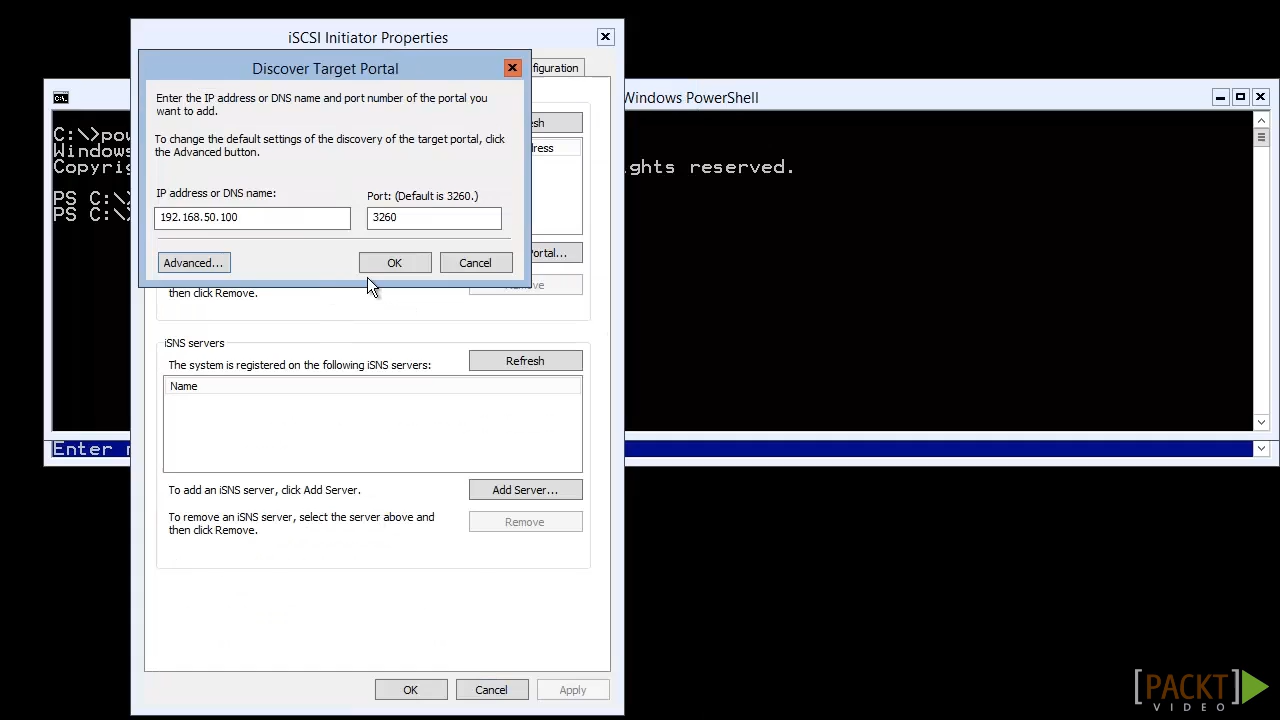 iSCSI Initiator Properties
Discover Target Portal
figuration
Enter the IP address or DNS name and port number of the portal you
want to add.
To change the default settings of the discovery of the target portal, click
the Advanced button.
IP address or DNS name:
Port: (Default is 3260.)
192.168.50.100
3260
Advanced...
OK
Cancel
esh
ress
Portal...
ve
then click Remove.
iSNS servers
The system is registered on the following iSNS servers:
Refresh
Name
To add an iSNS server, click Add Server.
Add Server...
To remove an iSNS server, select the server above and
then click Remove.
Remove
OK
Cancel
Apply
Windows PowerShell
C:\>pow
Windows
Copyri
ghts reserved.
PS C:\
PS C:\
Enter
[PACKT]
VIDEO